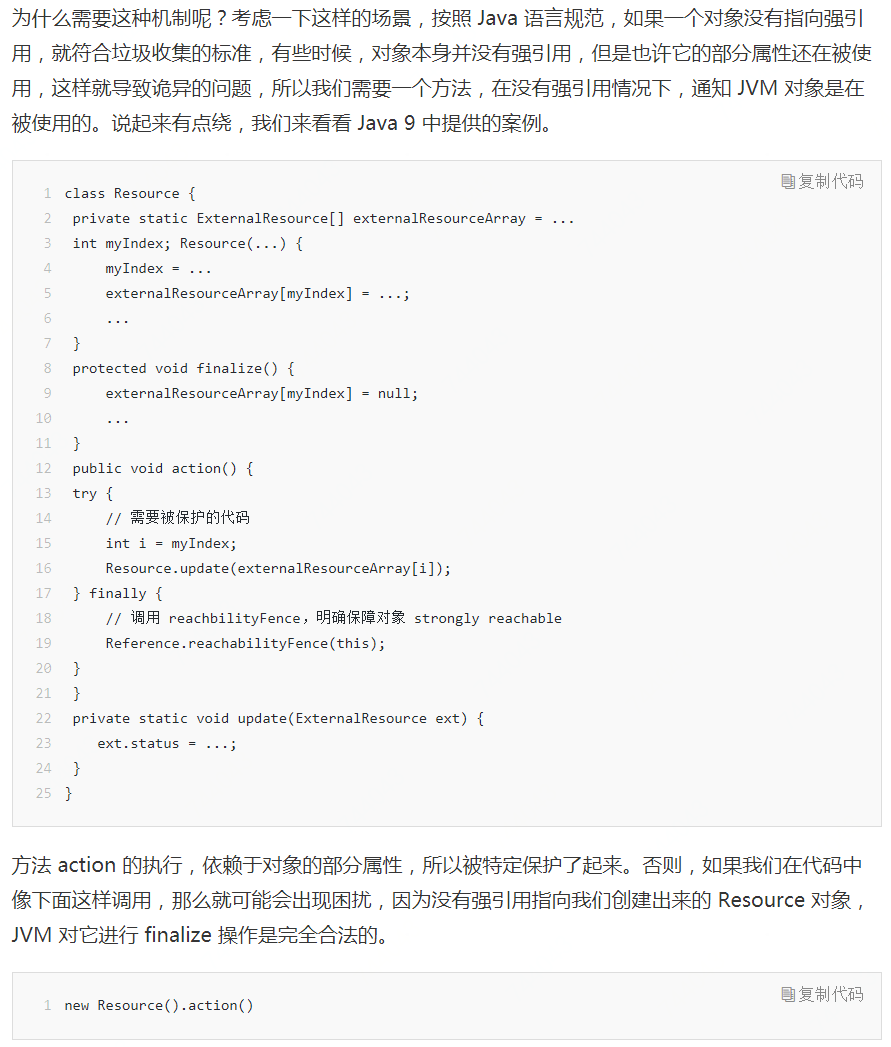 为什么需要这种机制呢？考虑一下这样的场景，按照 Java 语言规范，如果一个对象没有指向强引
用，就符合垃圾收集的标准，有些时候，对象本身并没有强引用，但是也许它的部分属性还在被使
用，这样就导致诡异的问题，所以我们需要一个方法，在没有强引用情况下，通知 JVM 对象是在
被使用的。说起来有点绕，我们来看看 Java 9 中提供的案例。
复制代码
1 class Resource {
2  private static ExternalResource[] externalResourceArray = ...
3  int myIndex; Resource(...) {
4      myIndex = ...
5      externalResourceArray[myIndex] = ...;
6      ...
7  }
8  protected void finalize() {
9      externalResourceArray[myIndex] = null;
10      ...
11  }
12  public void action() {
13  try {
14      // 需要被保护的代码
15      int i = myIndex;
16      Resource.update(externalResourceArray[i]);
17  } finally {
18      // 调用 reachbilityFence，明确保障对象 strongly reachable
19      Reference.reachabilityFence(this);
20  }
21  }
22  private static void update(ExternalResource ext) {
23     ext.status = ...;
24  }
25 }
方法 action 的执行，依赖于对象的部分属性，所以被特定保护了起来。否则，如果我们在代码中
像下面这样调用，那么就可能会出现困扰，因为没有强引用指向我们创建出来的 Resource 对象，
JVM 对它进行 finalize 操作是完全合法的。
复制代码
1 new Resource().action()